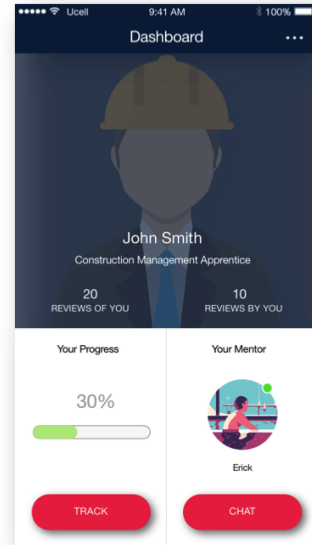 Ucell 9:41 AM 100%
Dashboard
John Smith
Construction Management Apprentice
20 10
REVIEWS OF YOU REVIEWS BY YOU
Your Progress Your Mentor
30%
Erick
TRACK CHAT